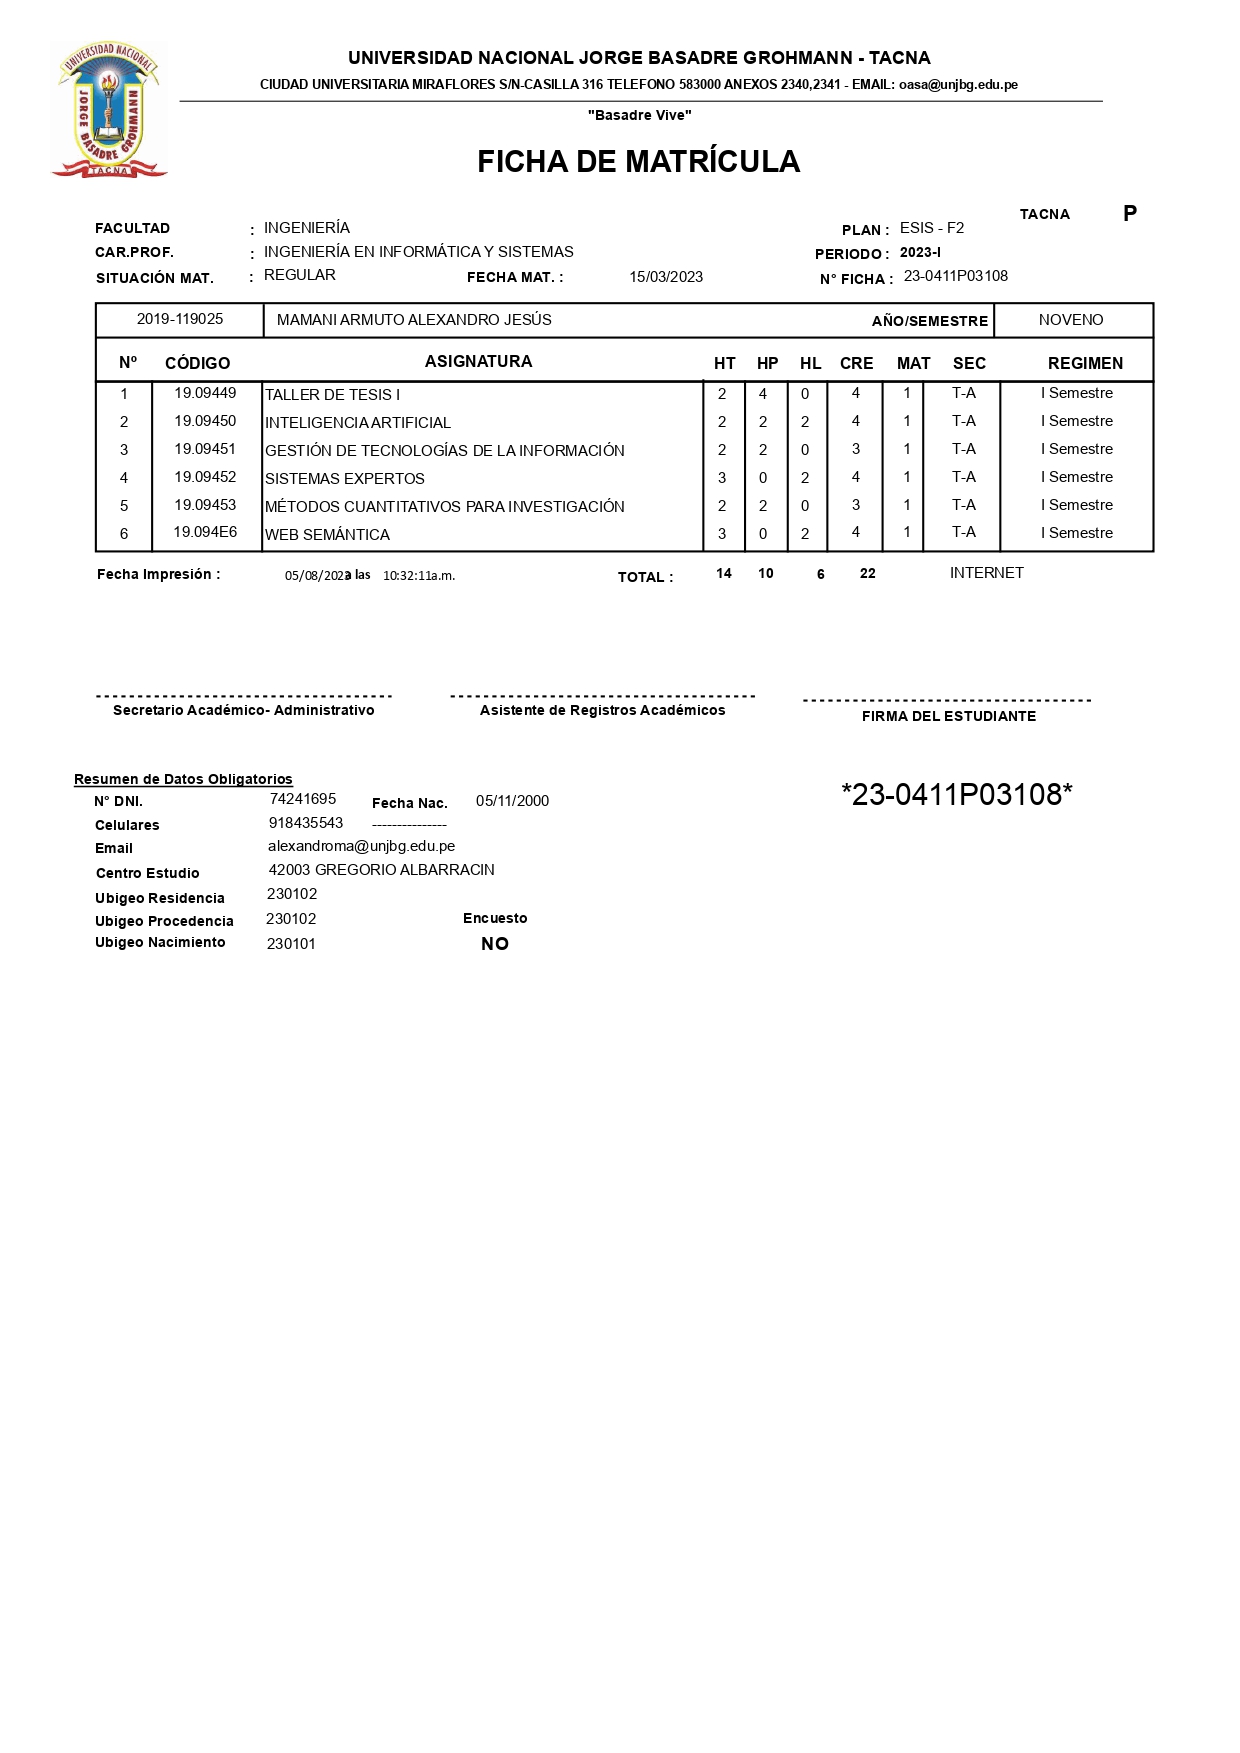 UNIVERSIDAD NACIONAL
JORGE BASADRE GROHMANN
TACNA
UNIVERSIDAD NACIONAL JORGE BASADRE GROHMANN - TACNA
CIUDAD UNIVERSITARIA MIRAFLORES S/N-CASILLA 316 TELEFONO 583000 ANEXOS 2340,2341 - EMAIL: oasa@unjbg.edu.pe
"Basadre Vive"
FICHA DE MATRÍCULA
TACNA P
FACULTAD : INGENIERÍA PLAN : ESIS - F2
CAR.PROF. : INGENIERÍA EN INFORMÁTICA Y SISTEMAS PERIODO : 2023-I
SITUACIÓN MAT. : REGULAR FECHA MAT. : 15/03/2023 N° FICHA : 23-0411P03108
2019-119025 MAMANI ARMUTO ALEXANDRO JESÚS AÑO/SEMESTRE NOVENO
Nº CÓDIGO ASIGNATURA HT HP HL CRE MAT SEC REGIMEN
1 19.09449 TALLER DE TESIS I 2 4 0 4 1 T-A I Semestre
2 19.09450 INTELIGENCIA ARTIFICIAL 2 2 2 4 1 T-A I Semestre
3 19.09451 GESTIÓN DE TECNOLOGÍAS DE LA INFORMACIÓN 2 2 0 3 1 T-A I Semestre
4 19.09452 SISTEMAS EXPERTOS 3 0 2 4 1 T-A I Semestre
5 19.09453 MÉTODOS CUANTITATIVOS PARA INVESTIGACIÓN 2 2 0 3 1 T-A I Semestre
6 19.094E6 WEB SEMÁNTICA 3 0 2 4 1 T-A I Semestre
Fecha Impresión : 05/08/2023 a las 10:32:11a.m. TOTAL : 14 10 6 22 INTERNET
Secretario Académico- Administrativo Asistente de Registros Académicos FIRMA DEL ESTUDIANTE
Resumen de Datos Obligatorios
N° DNI. 74241695 Fecha Nac. 05/11/2000 *23-0411P03108*
Celulares 918435543 ---------------
Email alexandroma@unjbg.edu.pe
Centro Estudio 42003 GREGORIO ALBARRACIN
Ubigeo Residencia 230102
Ubigeo Procedencia 230102 Encuesto
Ubigeo Nacimiento 230101 NO